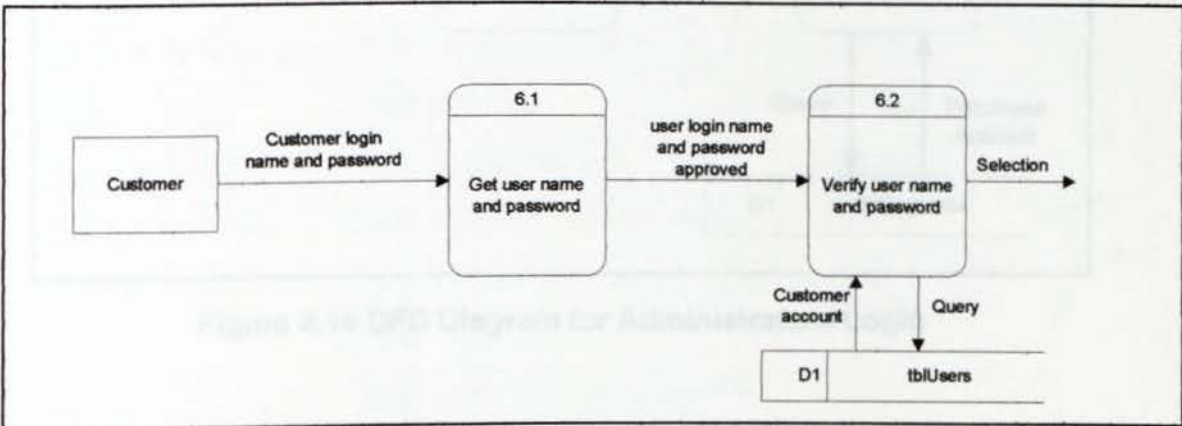 6.1
6.2
Customer login
name and password
user login name
and password
approved
Selection
Customer
Get user name
and password
Verify user name
and password
Customer
account
Query
D1
tblUsers